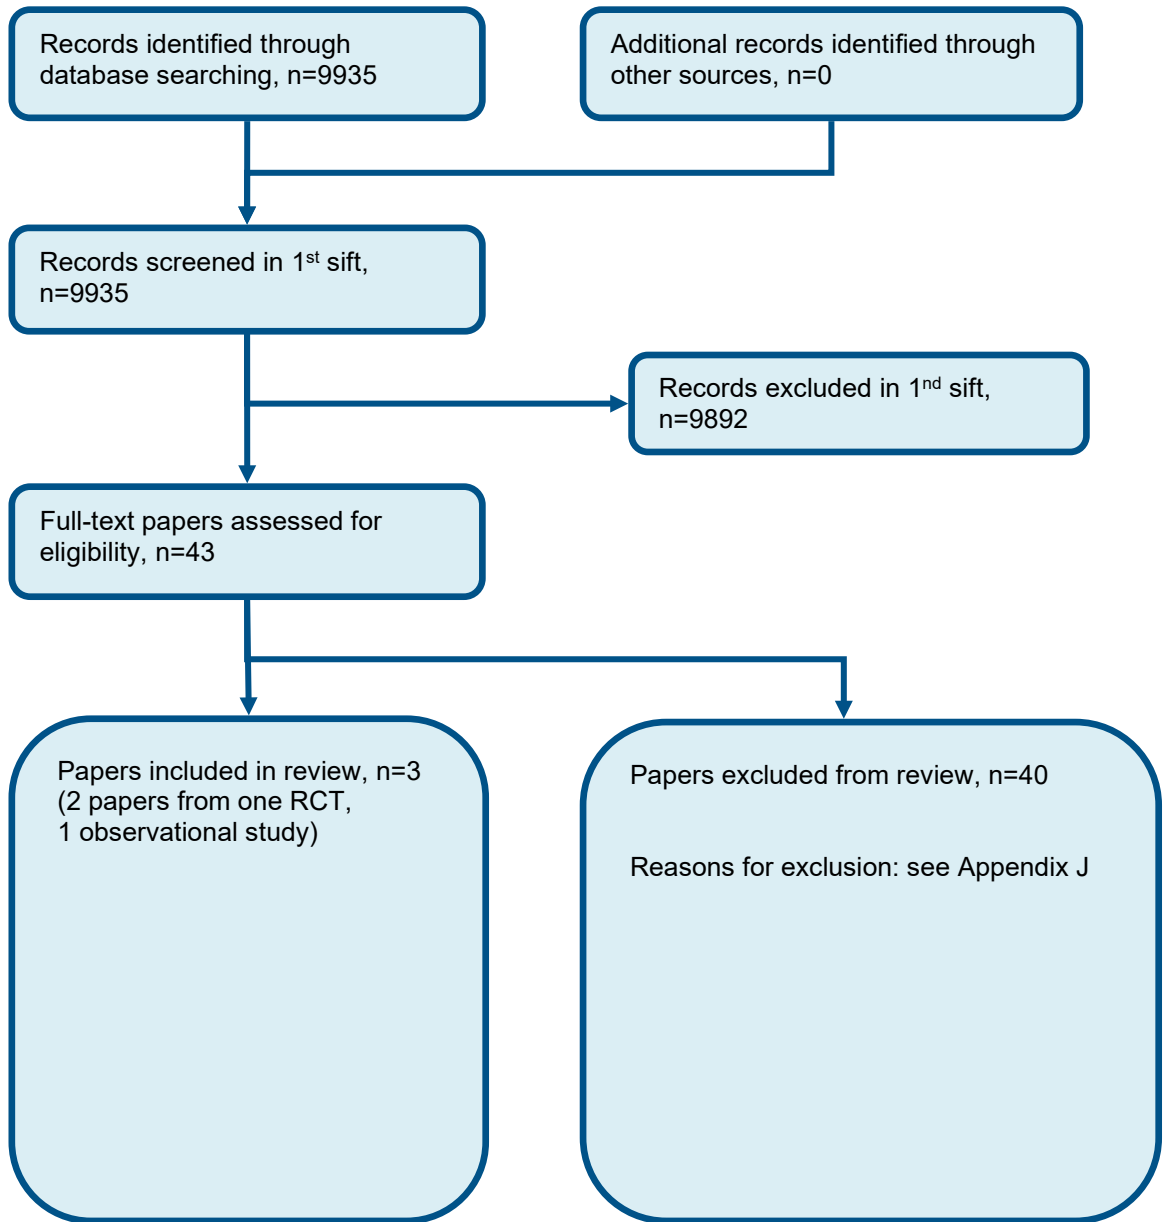 Records identified through
database searching, n=9935
Additional records identified through
other sources, n=0
Records screened in 1st sift,
n=9935
Records excluded in 1nd sift,
n=9892
Full-text papers assessed for
eligibility, n=43
Papers included in review, n=3
(2 papers from one RCT,
1 observational study)
Papers excluded from review, n=40
Reasons for exclusion: see Appendix J